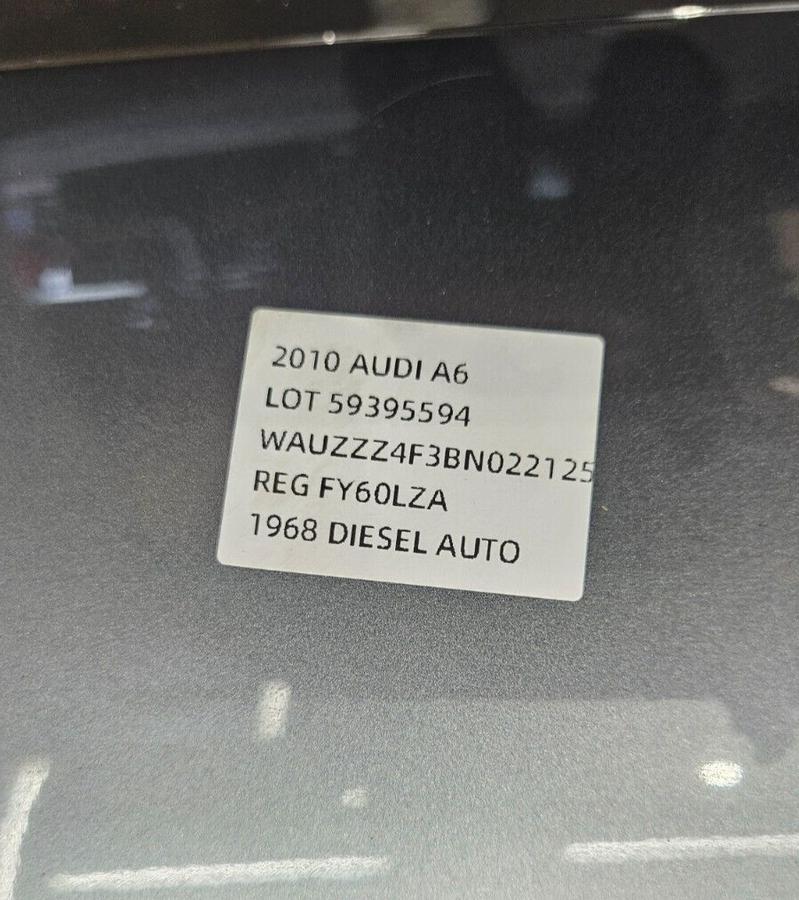 2010 AUDI A6
LOT 59395594
WAUZZZ4F3BN022125
REG FY60LZA
1968 DIESEL AUTO